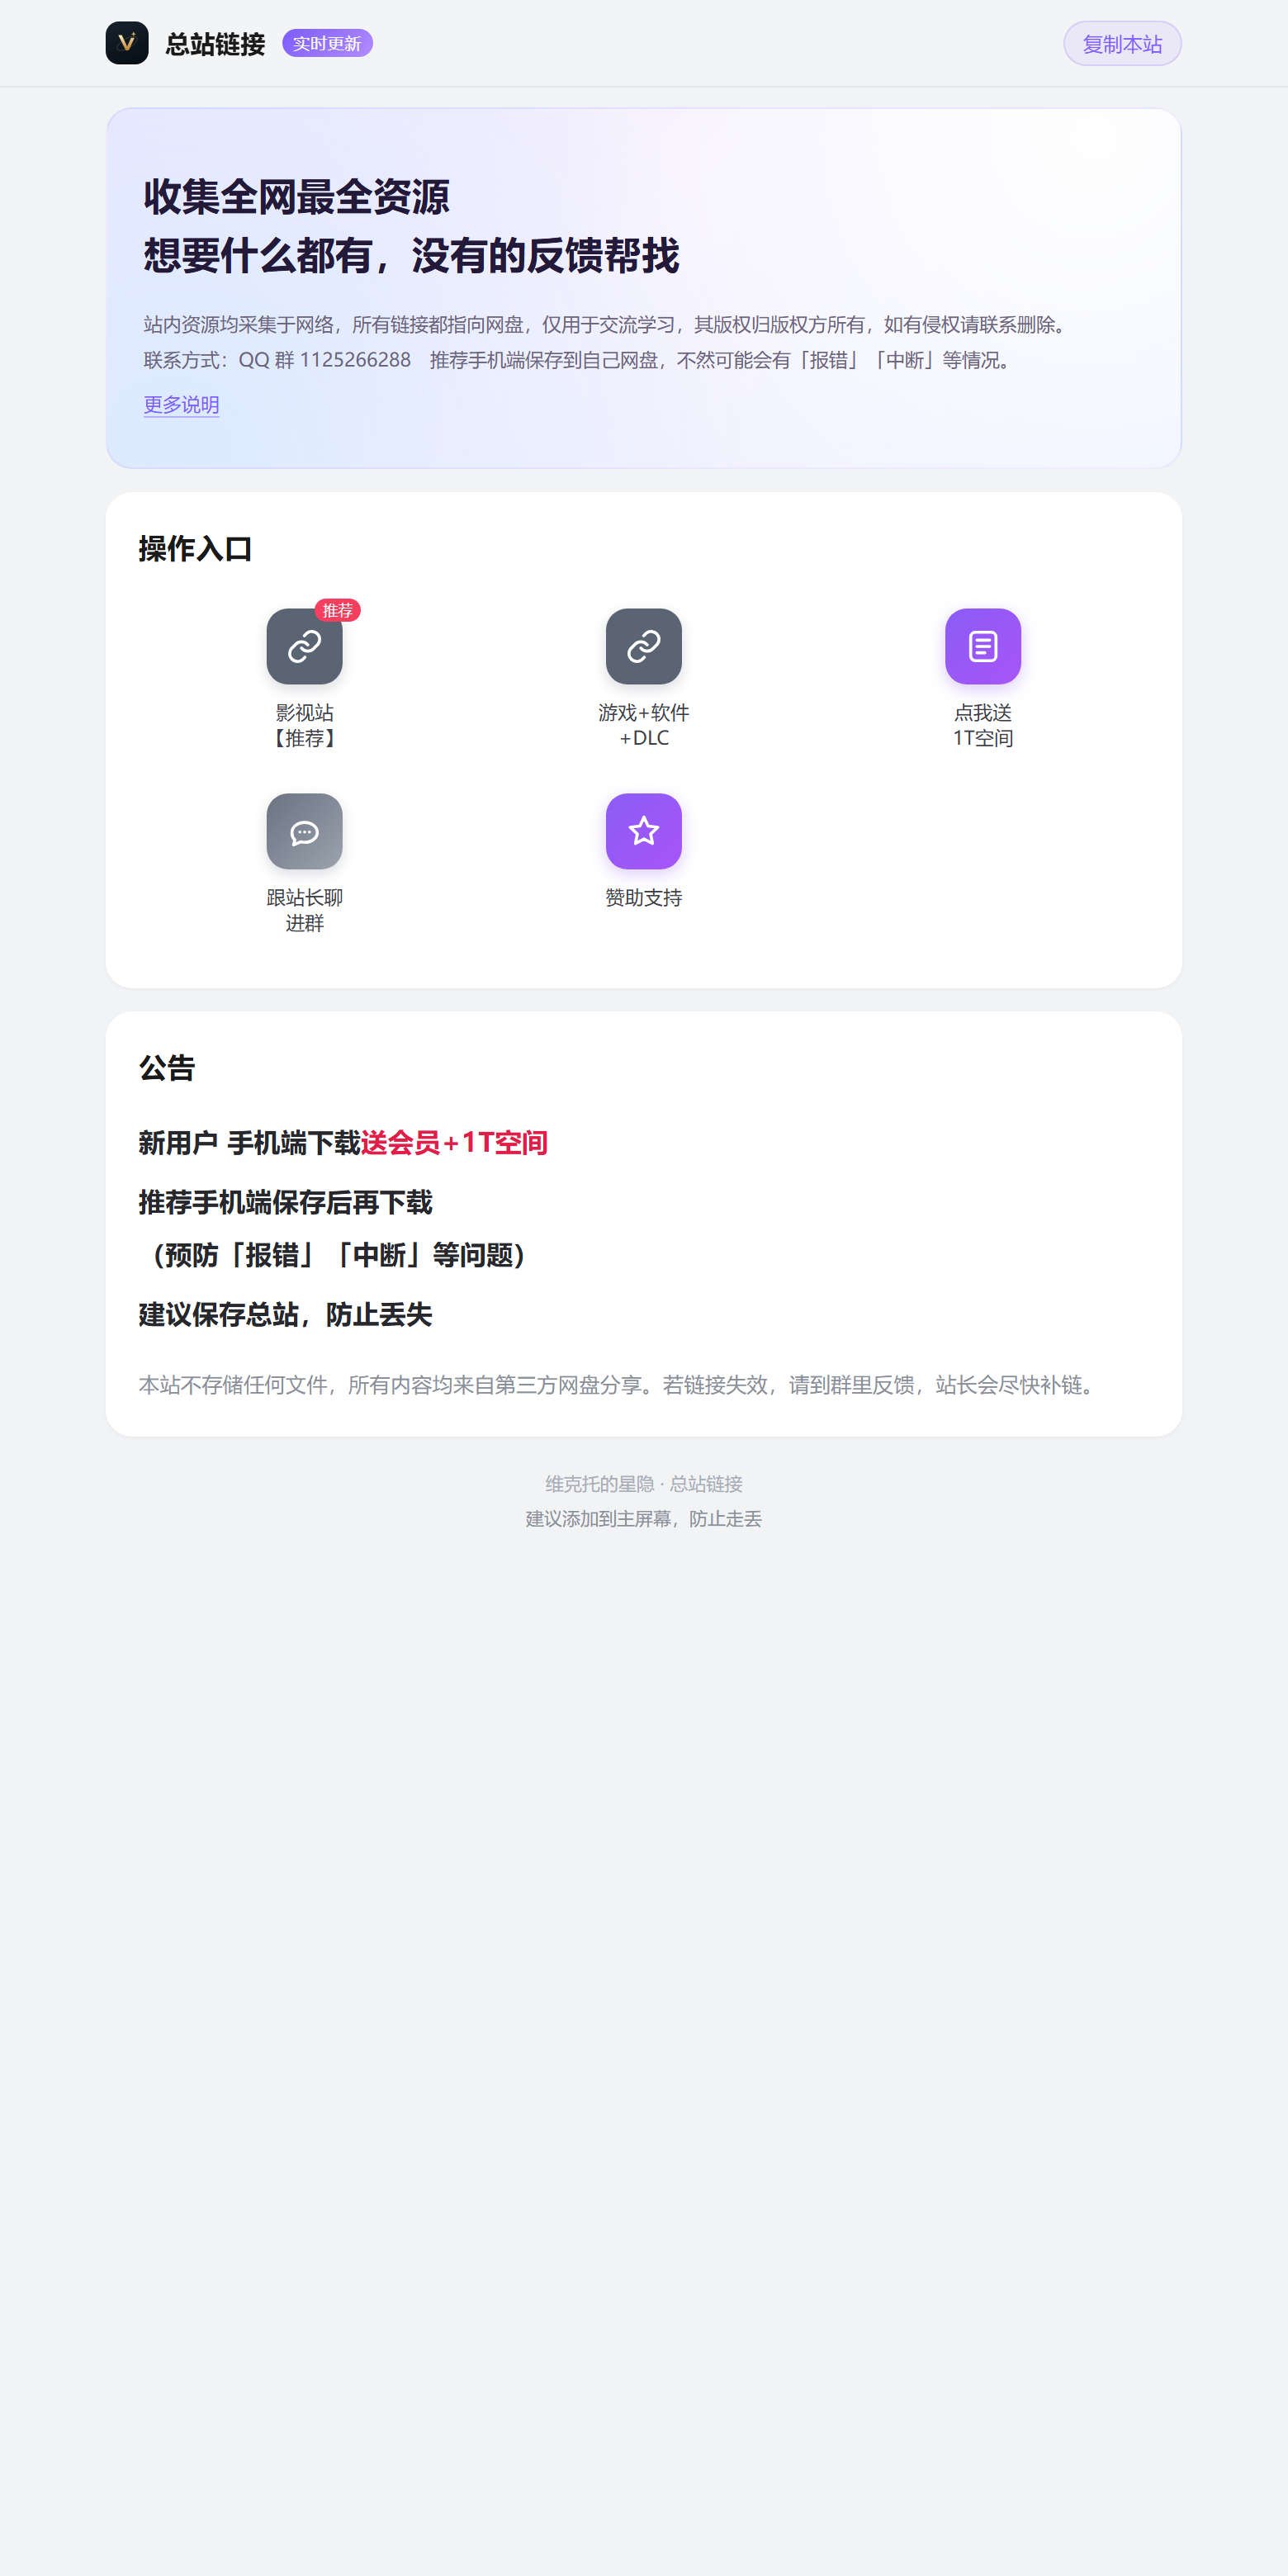 总站链接 实时更新 复制本站
收集全网最全资源
想要什么都有，没有的反馈帮找
站内资源均采集于网络，所有链接都指向网盘，仅用于交流学习，其版权归版权方所有，如有侵权请联系删除。
联系方式：QQ 群 1125266288 推荐手机端保存到自己网盘，不然可能会有「报错」「中断」等情况。
更多说明
操作入口
推荐
影视站
【推荐】
游戏+软件
+DLC
点我送
1T空间
跟站长聊
进群
赞助支持
公告
新用户 手机端下载送会员+1T空间
推荐手机端保存后再下载
（预防「报错」「中断」等问题）
建议保存总站，防止丢失
本站不存储任何文件，所有内容均来自第三方网盘分享。若链接失效，请到群里反馈，站长会尽快补链。
维克托的星隐 · 总站链接
建议添加到主屏幕，防止走丢